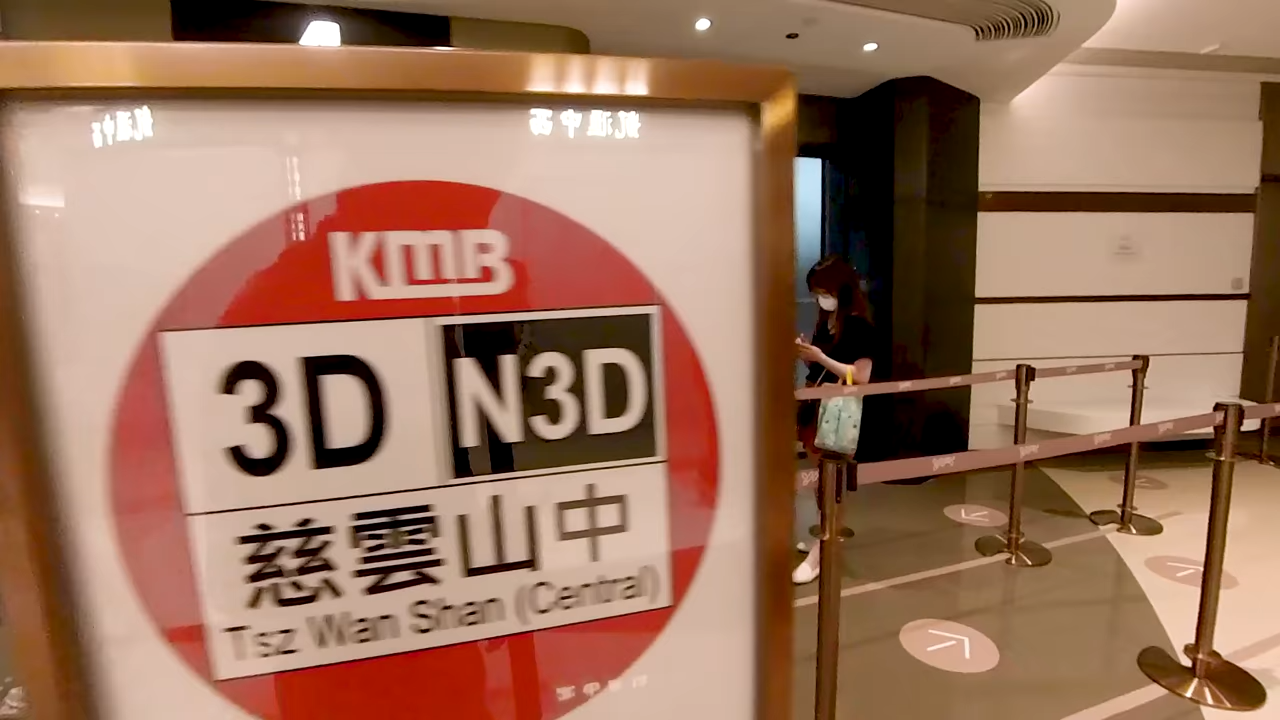 KMB
3D N3D
慈雲山中
Tsz Wan Shan (Central)